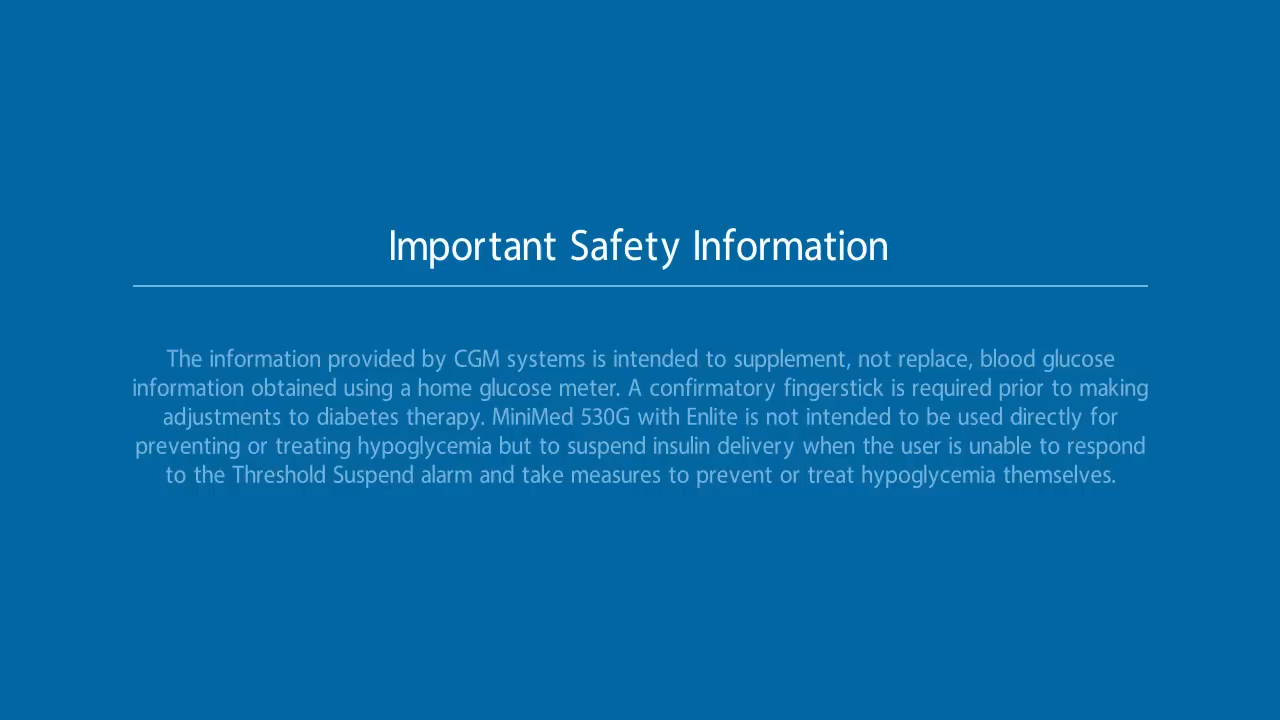 Important Safety Information
The information provided by CGM systems is intended to supplement, not replace, blood glucose
information obtained using a home glucose meter. A confirmatory fingerstick is required prior to making
adjustments to diabetes therapy. MiniMed 530G with Enlite is not intended to be used directly for
preventing or treating hypoglycemia but to suspend insulin delivery when the user is unable to respond
to the Threshold Suspend alarm and take measures to prevent or treat hypoglycemia themselves.